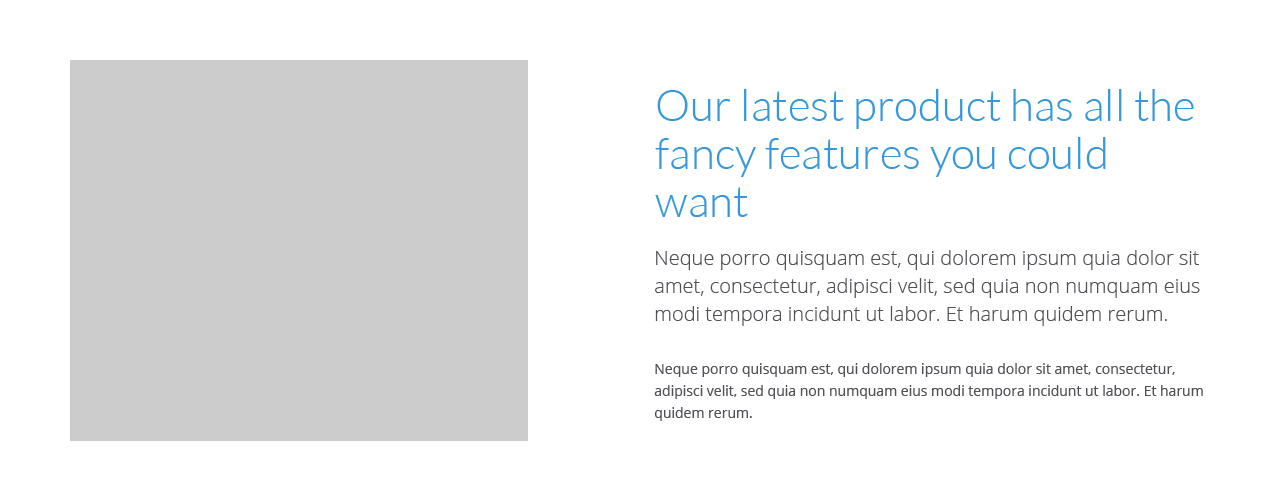 Our latest product has all the
fancy features you could
want
Neque porro quisquam est, qui dolorem ipsum quia dolor sit
amet, consectetur, adipisci velit, sed quia non numquam eius
modi tempora incidunt ut labor. Et harum quidem rerum.
Neque porro quisquam est, qui dolorem ipsum quia dolor sit amet, consectetur,
adipisci velit, sed quia non numquam eius modi tempora incidunt ut labor. Et harum
quidem rerum.